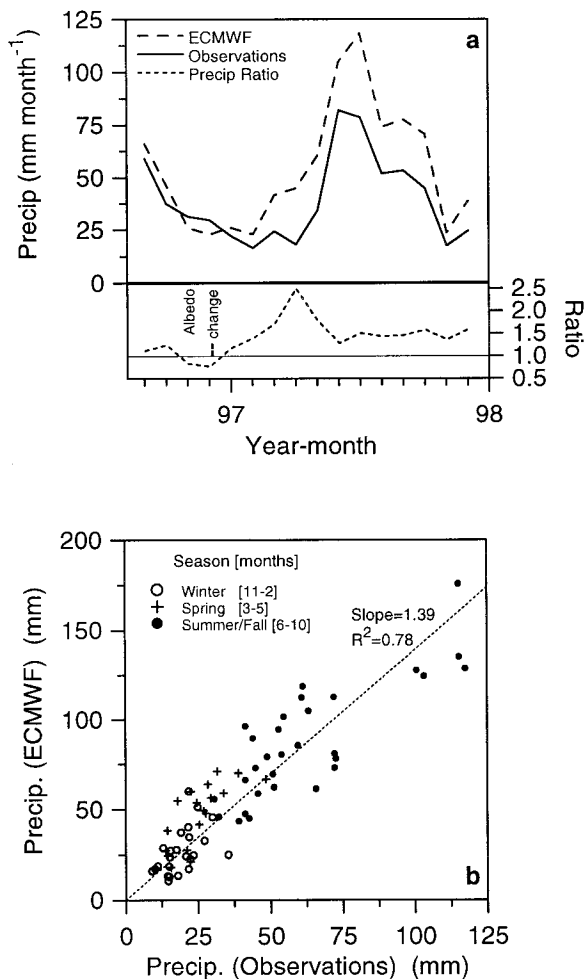 125
100
75
50
25
0
Precip (mm month⁻¹)
ECMWF
Observations
Precip Ratio
a
Albedo
change
2.5
2.0
1.5
1.0
0.5
Ratio
97
98
Year-month
200
150
100
50
0
Precip. (ECMWF) (mm)
Season [months]
Winter [11-2]
Spring [3-5]
Summer/Fall [6-10]
Slope=1.39
R²=0.78
b
0 25 50 75 100 125
Precip. (Observations) (mm)